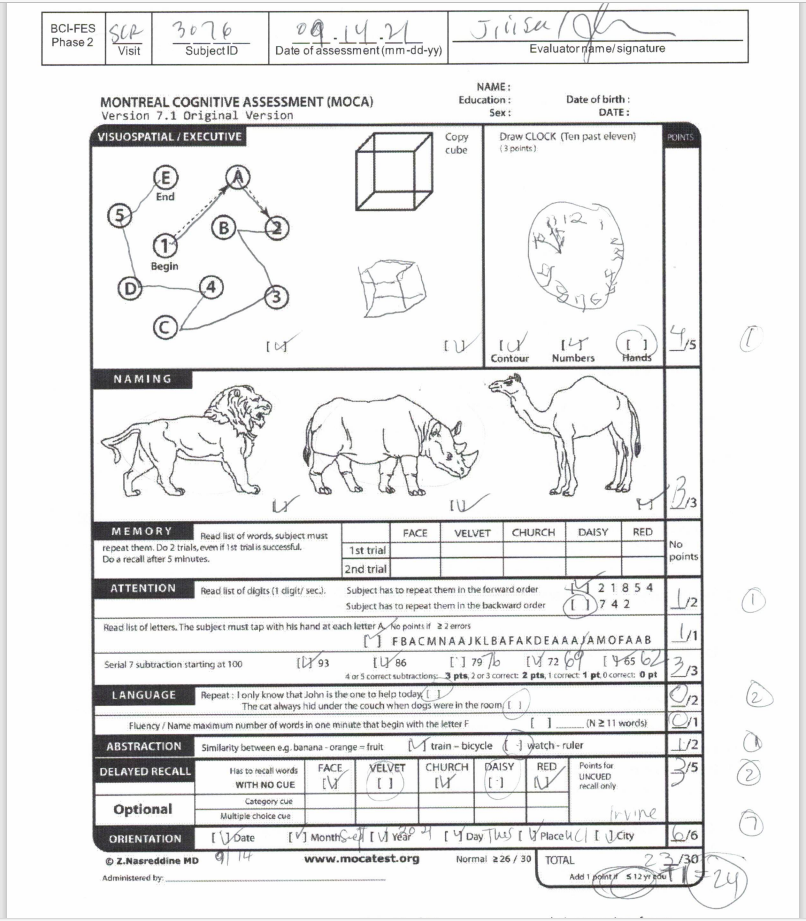 BCI-FES
Phase 2
SCR
Visit
3076
Subject ID
09.14.21
Date of assessment (mm-dd-yy)
Evaluator name/signature
MONTREAL COGNITIVE ASSESSMENT (MOCA)
Version 7.1 Original Version
NAME :
Education :
Sex :
Date of birth :
DATE :
VISUOSPATIAL / EXECUTIVE
Copy cube
Draw CLOCK (Ten past eleven)
(3 points)
POINTS
E
End
A
5
B
2
1
Begin
D
4
3
C
[✓]
[✓]
[✓] [✓] [ ]
Contour Numbers Hands
4/5
1
NAMING
[✓] [✓] [✓]
3/3
MEMORY
Read list of words, subject must
repeat them. Do 2 trials, even if 1st trial is successful.
Do a recall after 5 minutes.
FACE VELVET CHURCH DAISY RED
1st trial
2nd trial
No points
ATTENTION
Read list of digits (1 digit/ sec.).
Subject has to repeat them in the forward order [✓] 2 1 8 5 4
Subject has to repeat them in the backward order [ ] 7 4 2
1/2
1
Read list of letters. The subject must tap with his hand at each letter A. No points if ≥ 2 errors
[✓] F B A C M N A A J K L B A F A K D E A A A J A M O F A A B
1/1
Serial 7 subtraction starting at 100 [✓] 93 [✓] 86 [ ] 79 76 [✓] 72 69 [✓] 65 62
4 or 5 correct subtractions: 3 pts, 2 or 3 correct: 2 pts, 1 correct: 1 pt, 0 correct: 0 pt
3/3
LANGUAGE
Repeat : I only know that John is the one to help today. [ ]
The cat always hid under the couch when dogs were in the room. [ ]
0/2
2
Fluency / Name maximum number of words in one minute that begin with the letter F [ ] _____ (N ≥ 11 words)
0/1
ABSTRACTION
Similarity between e.g. banana - orange = fruit [✓] train – bicycle [-] watch - ruler
1/2
1
DELAYED RECALL
Has to recall words
WITH NO CUE
FACE VELVET CHURCH DAISY RED
[✓] [ ] [✓] [-] [✓]
Points for UNCUED recall only
3/5
2
Optional
Category cue
Multiple choice cue
Irvine
7
ORIENTATION
[✓] Date [✓] Month Sept [✓] Year 2021 [✓] Day Tues [✓] Place UCI [✓] City
6/6
9/14
© Z.Nasreddine MD www.mocatest.org Normal ≥ 26 / 30 TOTAL 23/30
Administered by:
Add 1 point if ≤ 12 yr edu +1 = 24